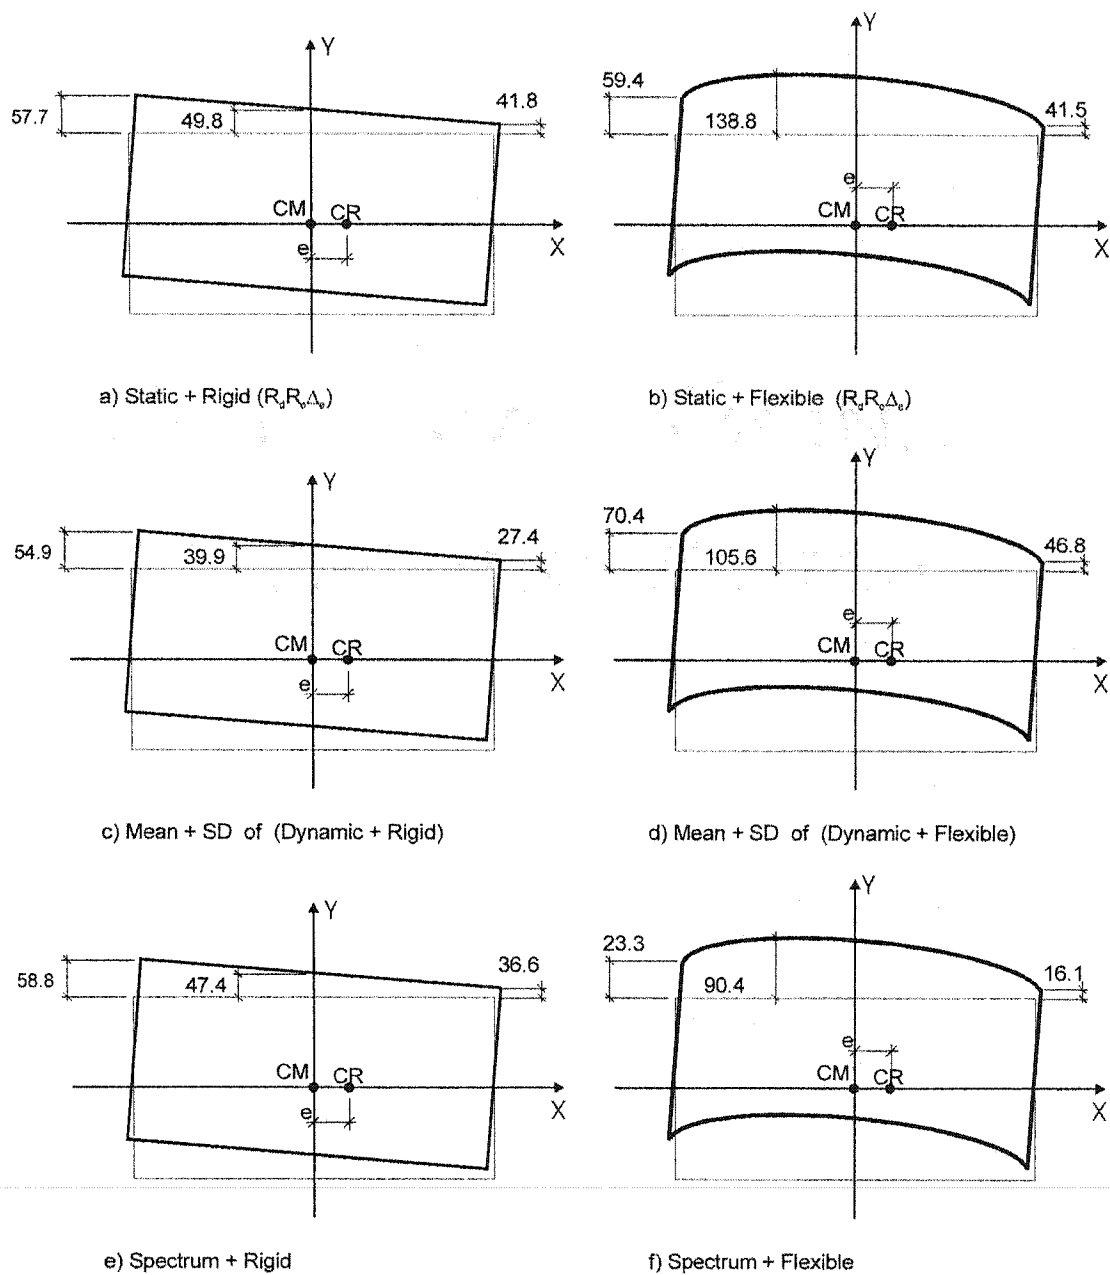 Y
57.7
49.8
41.8
CM
CR
e
X
a) Static + Rigid (RdRoΔe)
Y
59.4
138.8
41.5
e
CM
CR
X
b) Static + Flexible (RdRoΔe)
Y
54.9
39.9
27.4
CM
CR
e
X
c) Mean + SD of (Dynamic + Rigid)
Y
70.4
105.6
46.8
e
CM
CR
X
d) Mean + SD of (Dynamic + Flexible)
Y
58.8
47.4
36.6
CM
CR
e
X
e) Spectrum + Rigid
Y
23.3
90.4
16.1
e
CM
CR
X
f) Spectrum + Flexible